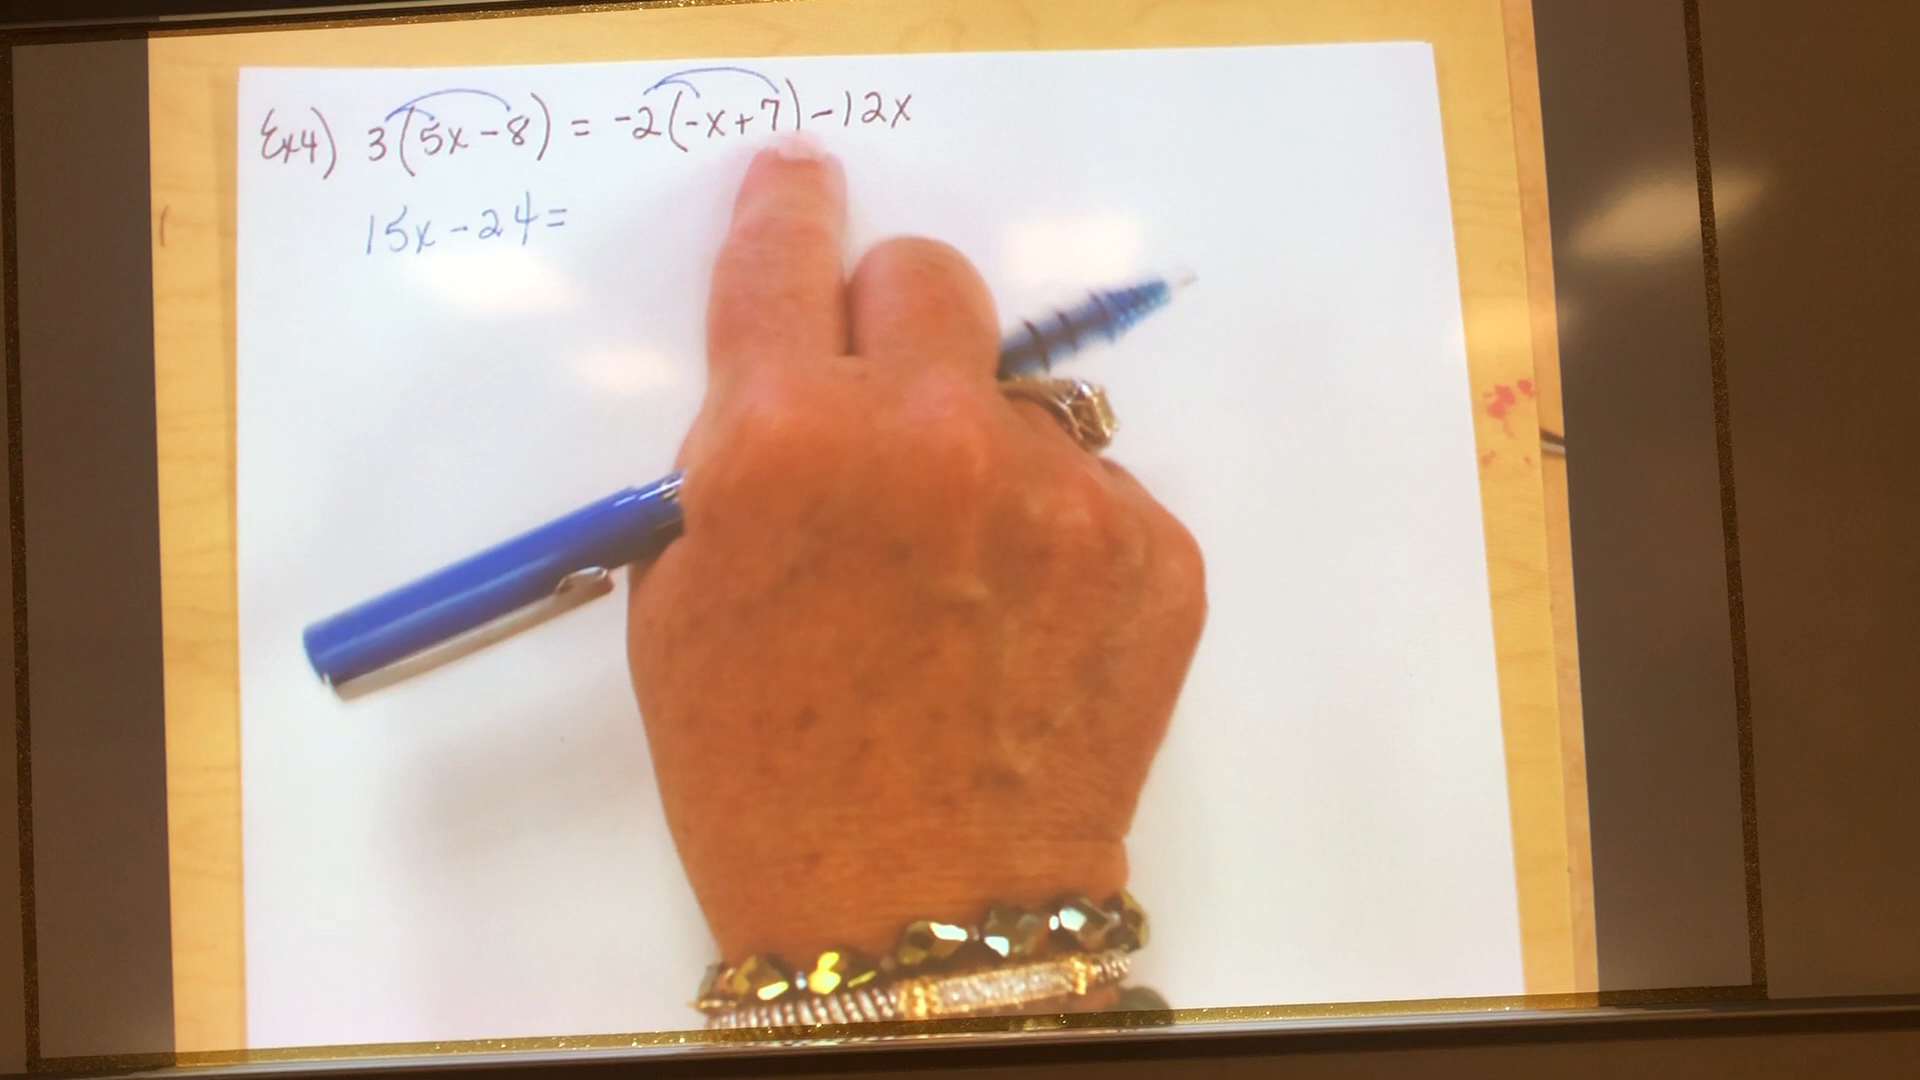 Ex4) 3(5x-8) = -2(-x+7)-12x
15x-24=